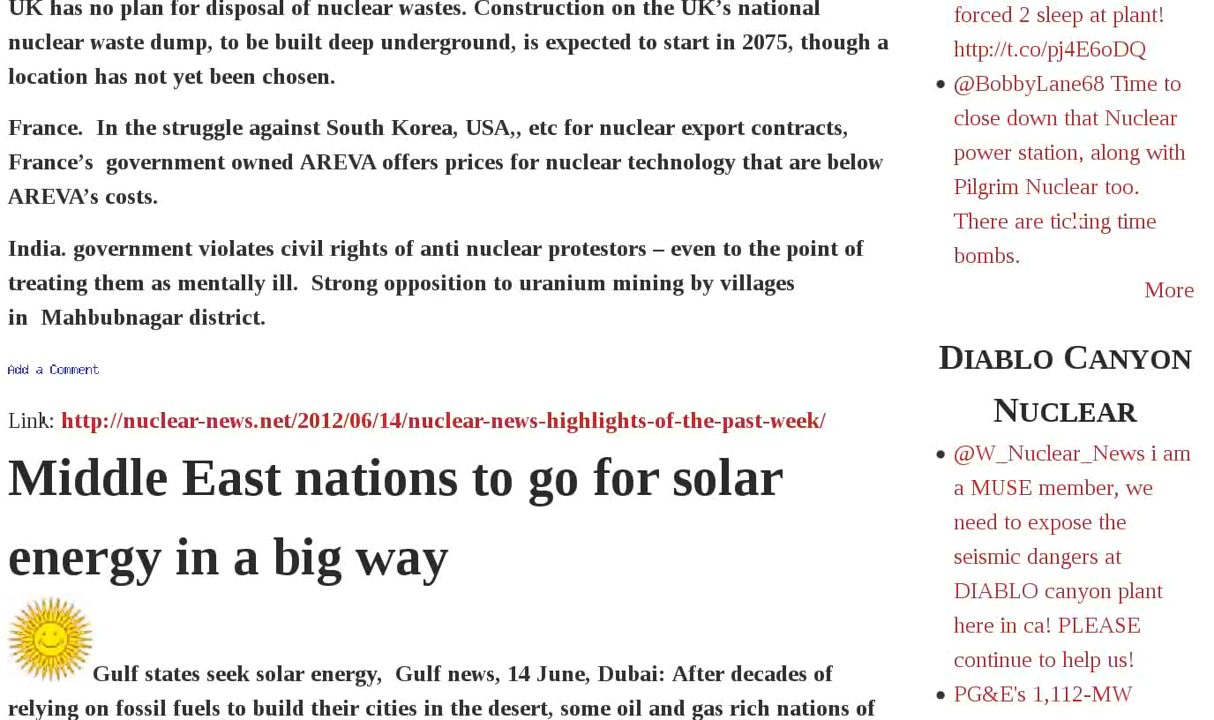 UK has no plan for disposal of nuclear wastes. Construction on the UK’s national
nuclear waste dump, to be built deep underground, is expected to start in 2075, though a
location has not yet been chosen.
France.  In the struggle against South Korea, USA,, etc for nuclear export contracts,
France’s  government owned AREVA offers prices for nuclear technology that are below
AREVA’s costs.
India. government violates civil rights of anti nuclear protestors – even to the point of
treating them as mentally ill.  Strong opposition to uranium mining by villages
in  Mahbubnagar district.
Add a Comment
Link: http://nuclear-news.net/2012/06/14/nuclear-news-highlights-of-the-past-week/
Middle East nations to go for solar
energy in a big way
Gulf states seek solar energy,  Gulf news, 14 June, Dubai: After decades of
relying on fossil fuels to build their cities in the desert, some oil and gas rich nations of
forced 2 sleep at plant!
http://t.co/pj4E6oDQ
@BobbyLane68 Time to
close down that Nuclear
power station, along with
Pilgrim Nuclear too.
There are ticking time
bombs.
More
Diablo Canyon
Nuclear
@W_Nuclear_News i am
a MUSE member, we
need to expose the
seismic dangers at
DIABLO canyon plant
here in ca! PLEASE
continue to help us!
PG&E's 1,112-MW